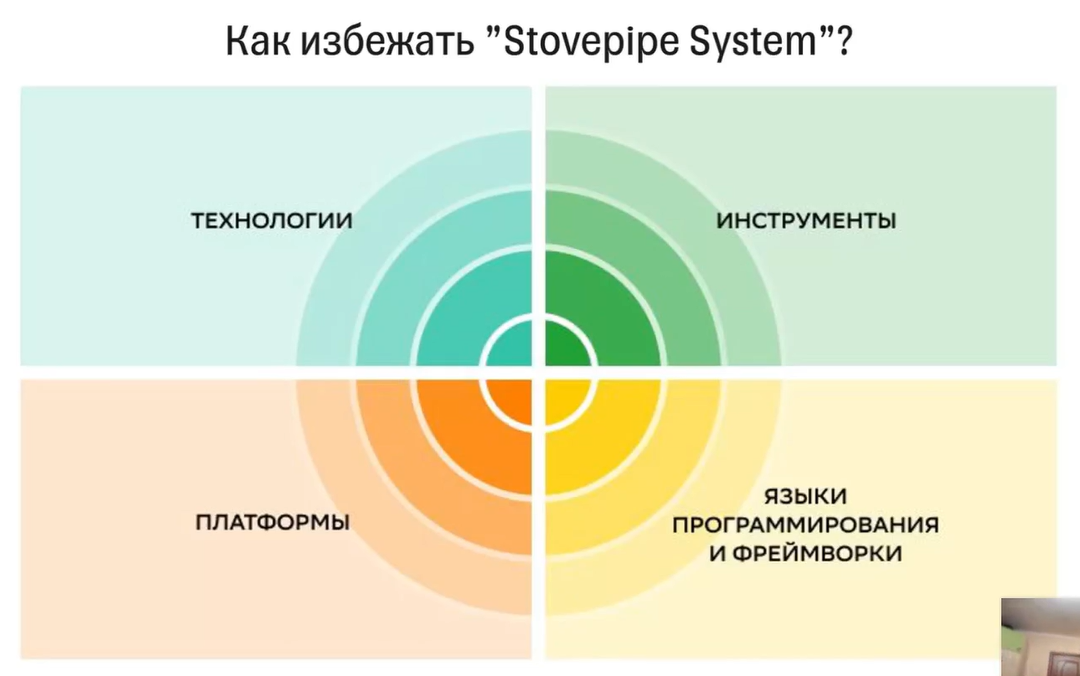 Как избежать ”Stovepipe System”?
ТЕХНОЛОГИИ
ИНСТРУМЕНТЫ
ПЛАТФОРМЫ
ЯЗЫКИ
ПРОГРАММИРОВАНИЯ
И ФРЕЙМВОРКИ